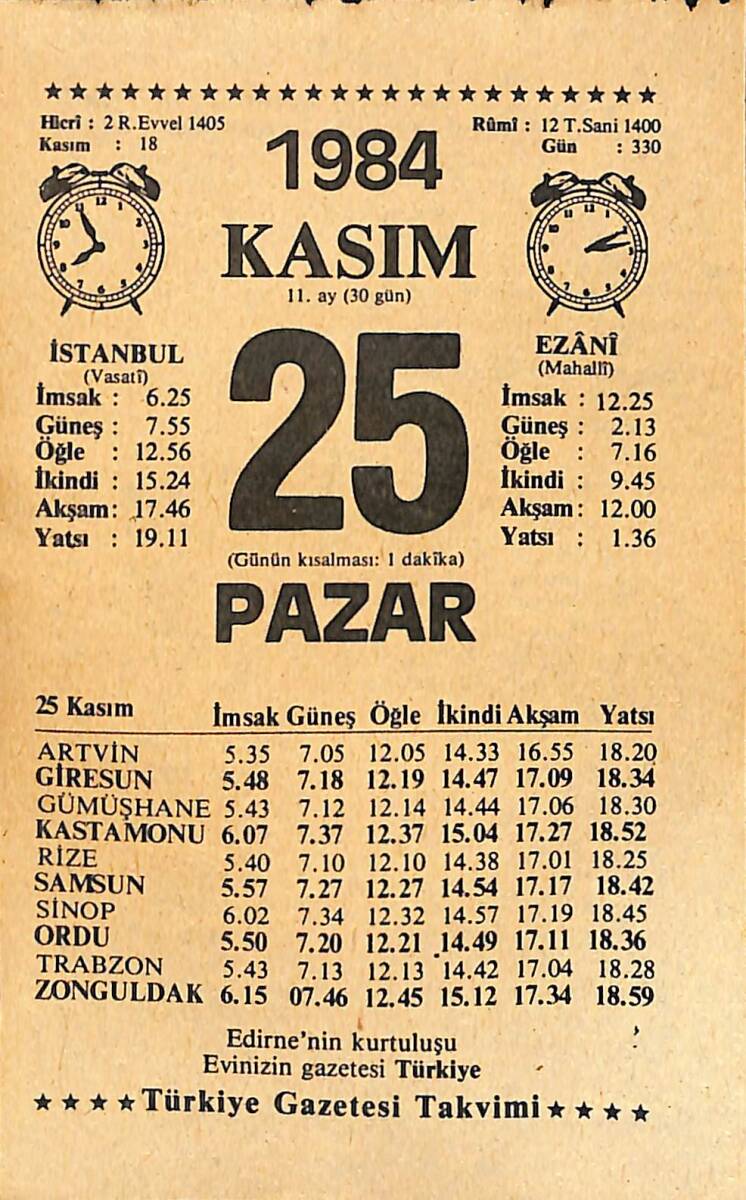 ★ ★ ★ ★ ★ ★ ★ ★ ★ ★ ★ ★ ★ ★ ★ ★ ★ ★ ★ ★ ★ ★ ★ ★
Hicrî : 2 R.Evvel 1405
Kasım : 18
1984
Rûmî : 12 T.Sani 1400
Gün : 330
KASIM
11. ay (30 gün)
25
(Günün kısalması: 1 dakîka)
PAZAR
İSTANBUL
(Vasatî)
İmsak : 6.25
Güneş : 7.55
Öğle : 12.56
İkindi : 15.24
Akşam: 17.46
Yatsı : 19.11
EZÂNÎ
(Mahallî)
İmsak : 12.25
Güneş : 2.13
Öğle : 7.16
İkindi : 9.45
Akşam: 12.00
Yatsı : 1.36
25 Kasım İmsak Güneş Öğle İkindi Akşam Yatsı
ARTVİN 5.35 7.05 12.05 14.33 16.55 18.20
GİRESUN 5.48 7.18 12.19 14.47 17.09 18.34
GÜMÜŞHANE 5.43 7.12 12.14 14.44 17.06 18.30
KASTAMONU 6.07 7.37 12.37 15.04 17.27 18.52
RİZE 5.40 7.10 12.10 14.38 17.01 18.25
SAMSUN 5.57 7.27 12.27 14.54 17.17 18.42
SİNOP 6.02 7.34 12.32 14.57 17.19 18.45
ORDU 5.50 7.20 12.21 14.49 17.11 18.36
TRABZON 5.43 7.13 12.13 14.42 17.04 18.28
ZONGULDAK 6.15 07.46 12.45 15.12 17.34 18.59
Edirne'nin kurtuluşu
Evinizin gazetesi Türkiye
★ ★ ★ ★ Türkiye Gazetesi Takvimi ★ ★ ★ ★